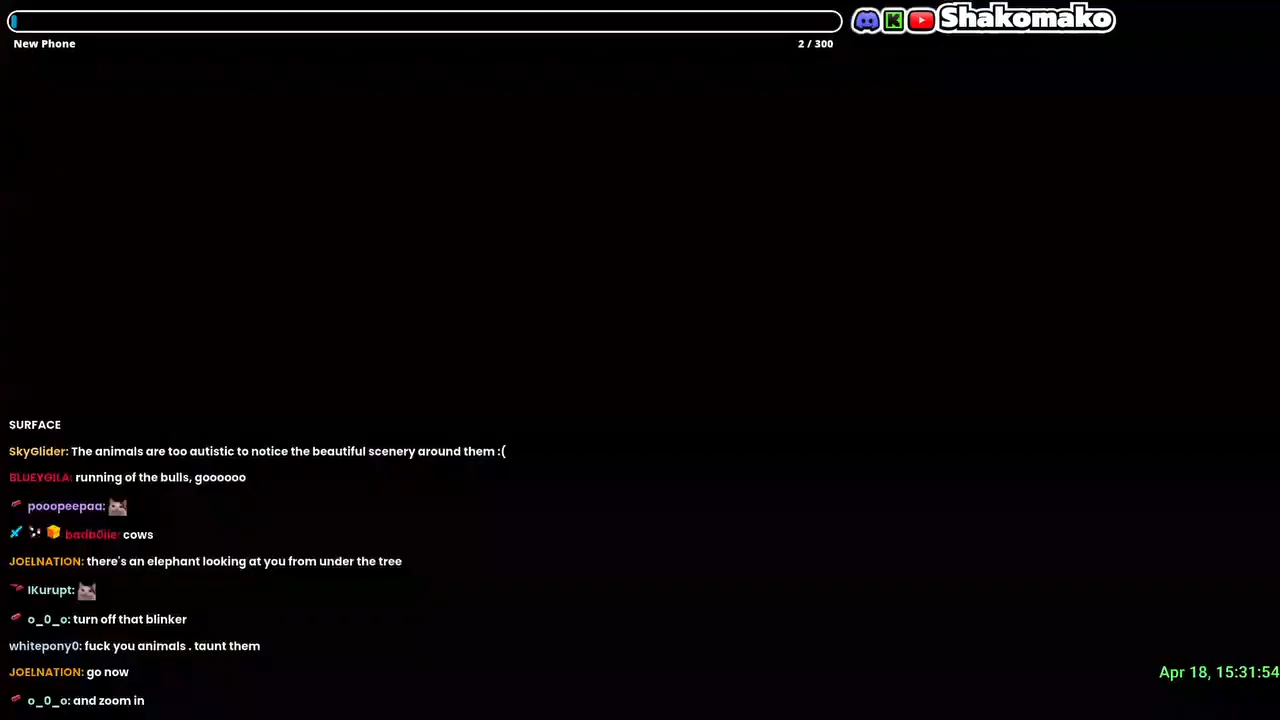 Shakomako
New Phone 2 / 300
SURFACE
SkyGlider: The animals are too autistic to notice the beautiful scenery around them :(
BLUEYGILA: running of the bulls, goooooo
pooopeepaa:
badb0iie: cows
JOELNATION: there's an elephant looking at you from under the tree
IKurupt:
o_0_o: turn off that blinker
whitepony0: fuck you animals . taunt them
JOELNATION: go now
Apr 18, 15:31:54
o_0_o: and zoom in